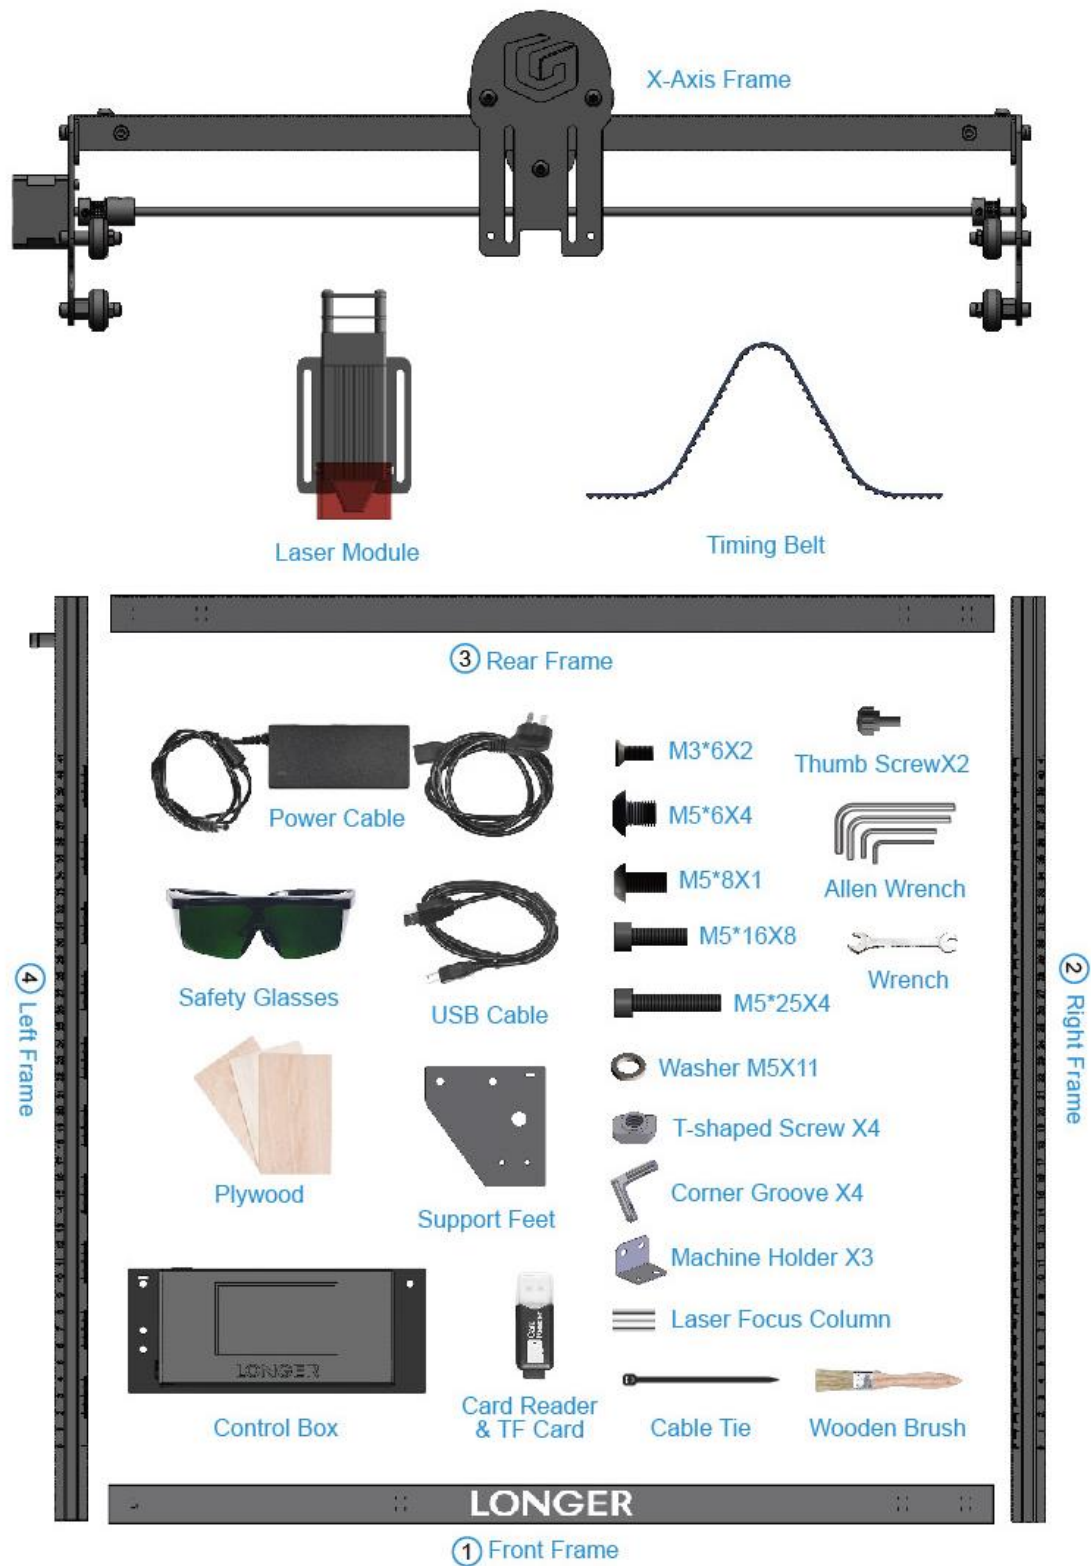 X-Axis Frame
Laser Module
Timing Belt
③ Rear Frame
Power Cable
M3*6X2
Thumb ScrewX2
M5*6X4
Allen Wrench
M5*8X1
Safety Glasses
USB Cable
M5*16X8
Wrench
M5*25X4
④ Left Frame
② Right Frame
Washer M5X11
T-shaped Screw X4
Plywood
Support Feet
Corner Groove X4
Machine Holder X3
Laser Focus Column
LONGER
Control Box
Card Reader
& TF Card
Cable Tie
Wooden Brush
LONGER
① Front Frame